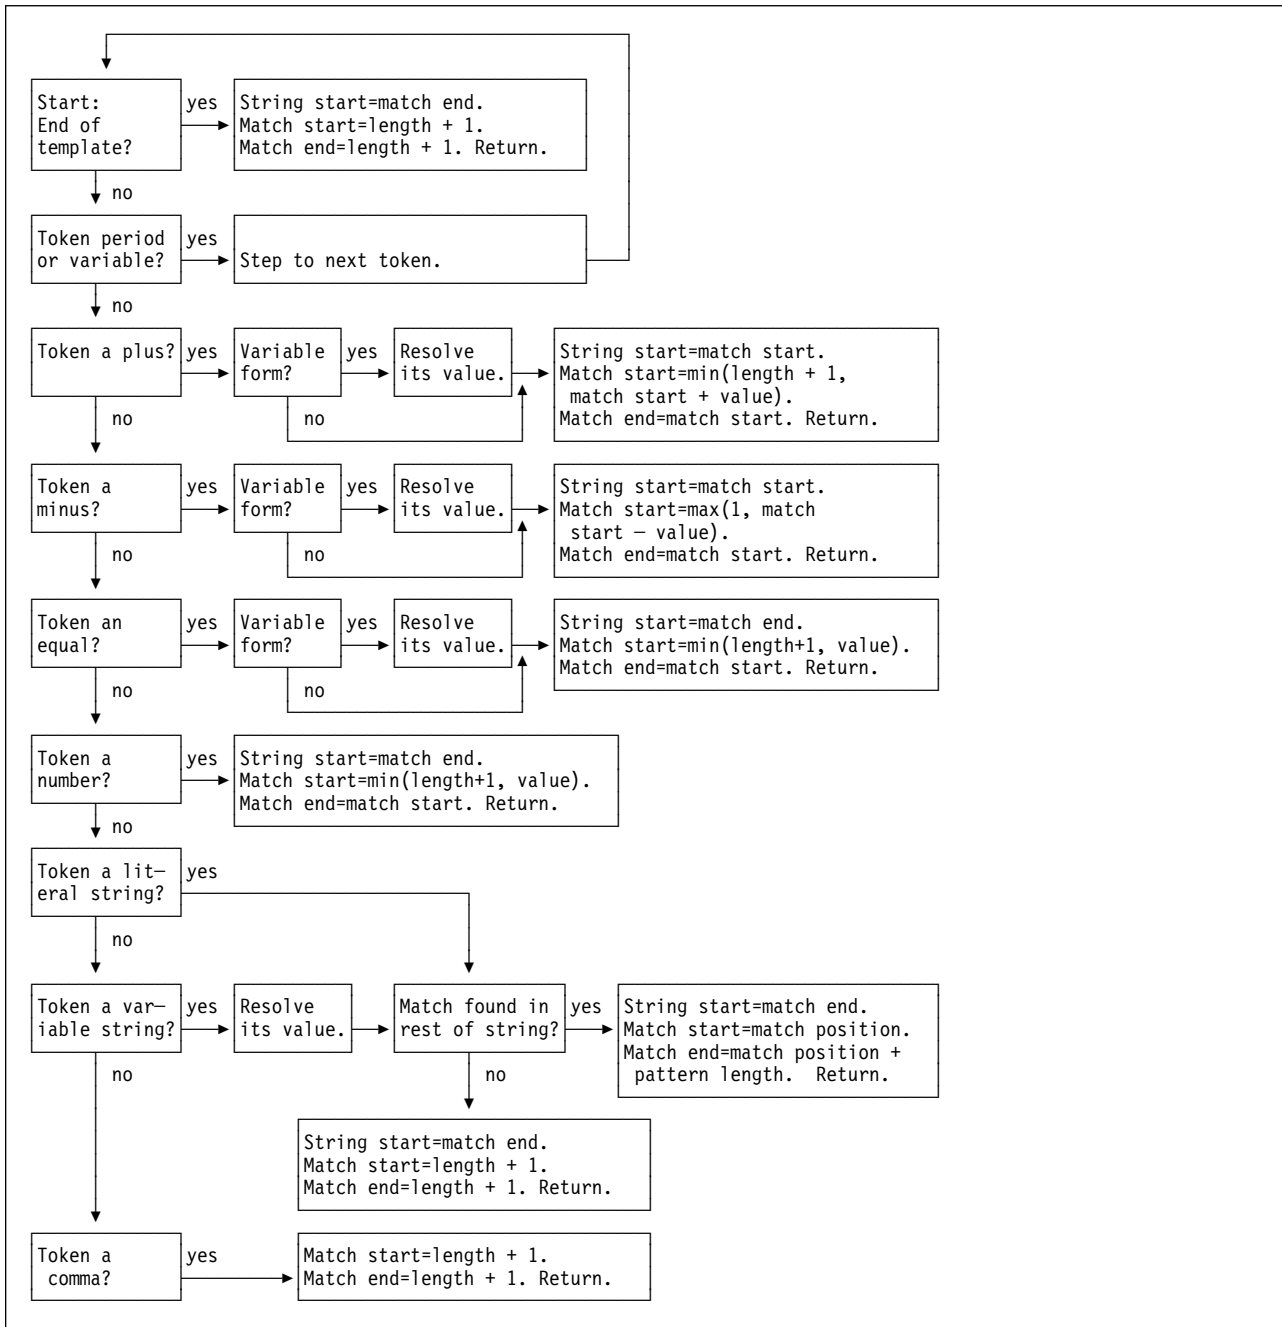 Start:
End of
template?
yes
String start=match end.
Match start=length + 1.
Match end=length + 1. Return.
no
Token period
or variable?
yes
Step to next token.
no
Token a plus?
yes
Variable
form?
yes
Resolve
its value.
String start=match start.
Match start=min(length + 1,
match start + value).
Match end=match start. Return.
no
no
Token a
minus?
yes
Variable
form?
yes
Resolve
its value.
String start=match start.
Match start=max(1, match
start — value).
Match end=match start. Return.
no
no
Token an
equal?
yes
Variable
form?
yes
Resolve
its value.
String start=match end.
Match start=min(length+1, value).
Match end=match start. Return.
no
no
Token a
number?
yes
String start=match end.
Match start=min(length+1, value).
Match end=match start. Return.
no
Token a lit—
eral string?
yes
no
Token a var—
iable string?
yes
Resolve
its value.
Match found in
rest of string?
yes
String start=match end.
Match start=match position.
Match end=match position +
pattern length. Return.
no
no
String start=match end.
Match start=length + 1.
Match end=length + 1. Return.
Token a
comma?
yes
Match start=length + 1.
Match end=length + 1. Return.